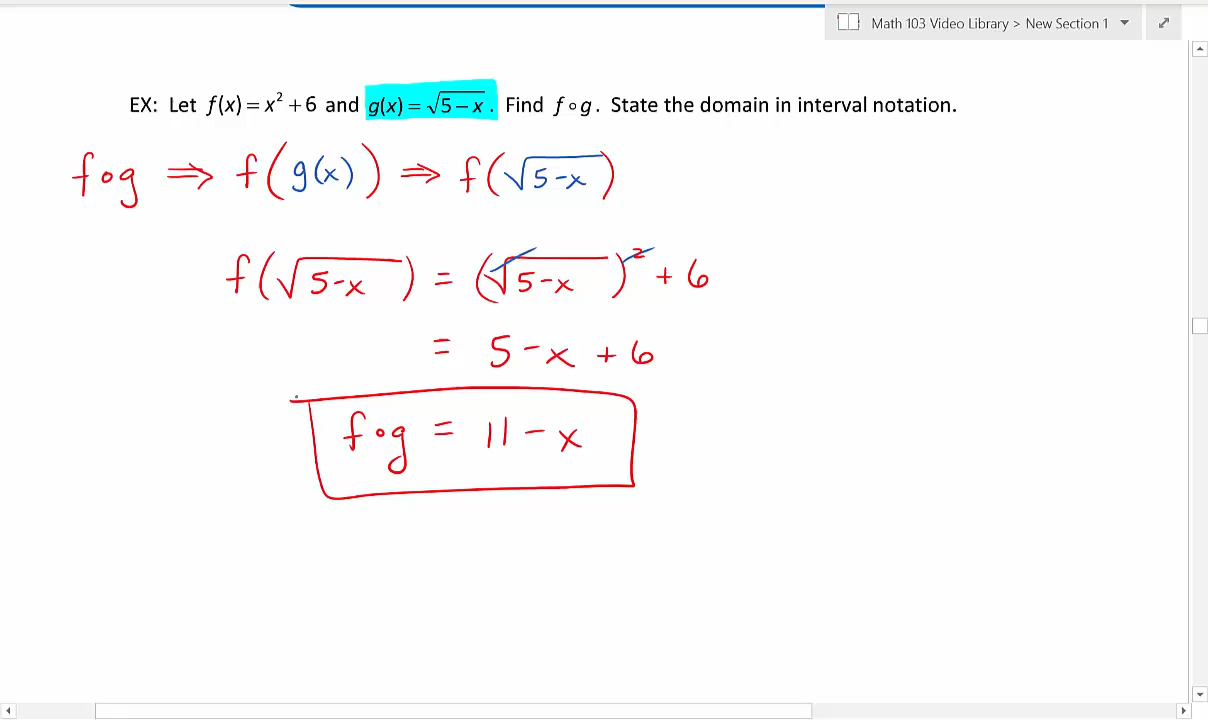 Math 103 Video Library > New Section 1
EX: Let f(x) = x² + 6 and g(x) = √(5 – x). Find f ∘ g. State the domain in interval notation.
f∘g ⇒ f(g(x)) ⇒ f(√(5-x))
f(√(5-x)) = (√(5-x))² + 6
= 5-x + 6
f∘g = 11 - x